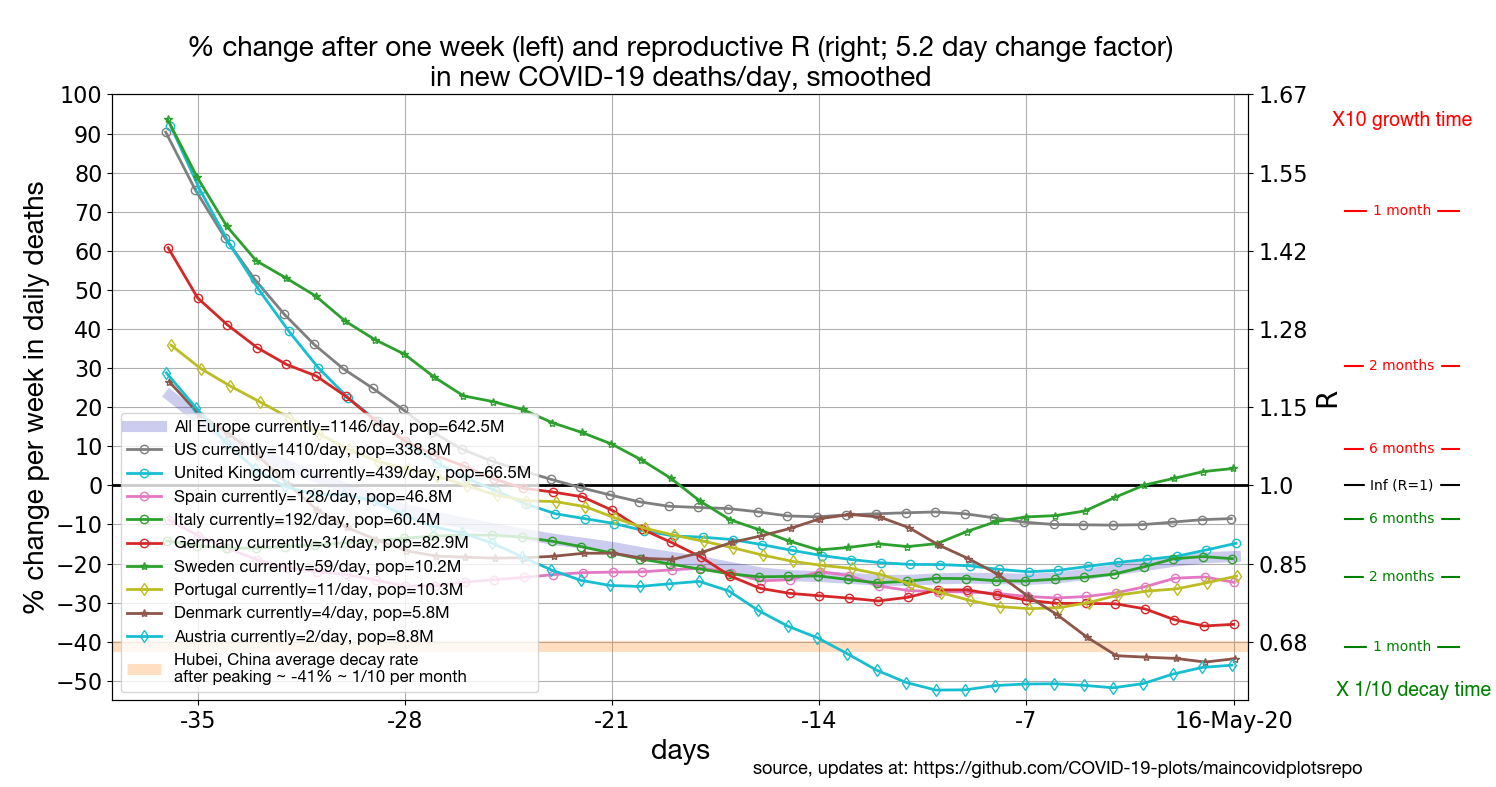 % change after one week (left) and reproductive R (right; 5.2 day change factor)
in new COVID-19 deaths/day, smoothed
% change per week in daily deaths
100
90
80
70
60
50
40
30
20
10
0
−10
−20
−30
−40
−50
All Europe currently=1146/day, pop=642.5M
US currently=1410/day, pop=338.8M
United Kingdom currently=439/day, pop=66.5M
Spain currently=128/day, pop=46.8M
Italy currently=192/day, pop=60.4M
Germany currently=31/day, pop=82.9M
Sweden currently=59/day, pop=10.2M
Portugal currently=11/day, pop=10.3M
Denmark currently=4/day, pop=5.8M
Austria currently=2/day, pop=8.8M
Hubei, China average decay rate
after peaking ~ -41% ~ 1/10 per month
-35
-28
-21
-14
-7
16-May-20
days
1.67
1.55
1.42
1.28
1.15
1.0
0.85
0.68
R
X10 growth time
1 month
2 months
6 months
Inf (R=1)
6 months
2 months
1 month
X 1/10 decay time
source, updates at: https://github.com/COVID-19-plots/maincovidplotsrepo